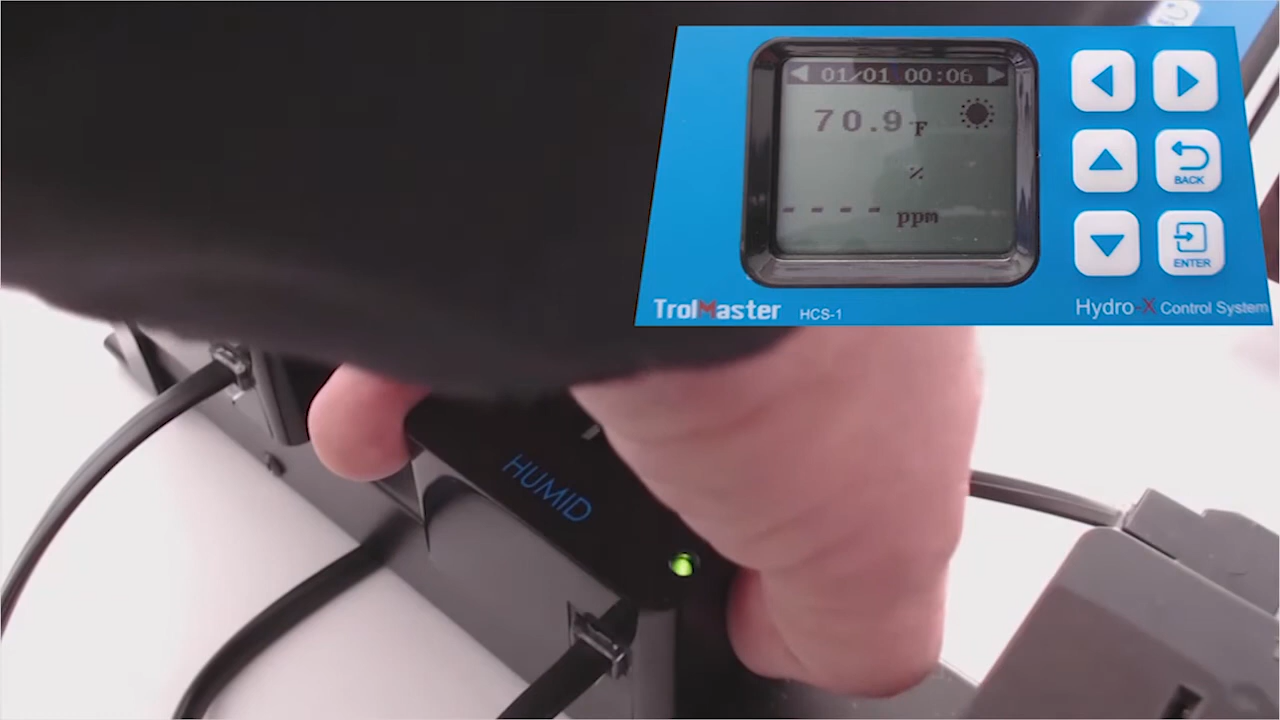 01/01 00:06
70.9 F
%
- - - - ppm
BACK
ENTER
TrolMaster HCS-1
Hydro-X Control System
HUMID